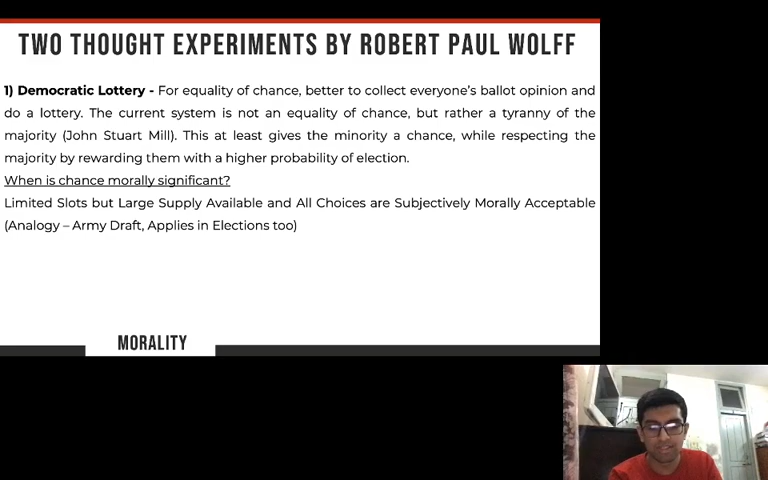 TWO THOUGHT EXPERIMENTS BY ROBERT PAUL WOLFF
1) Democratic Lottery - For equality of chance, better to collect everyone's ballot opinion and
do a lottery. The current system is not an equality of chance, but rather a tyranny of the
majority (John Stuart Mill). This at least gives the minority a chance, while respecting the
majority by rewarding them with a higher probability of election.
When is chance morally significant?
Limited Slots but Large Supply Available and All Choices are Subjectively Morally Acceptable
(Analogy – Army Draft, Applies in Elections too)
MORALITY